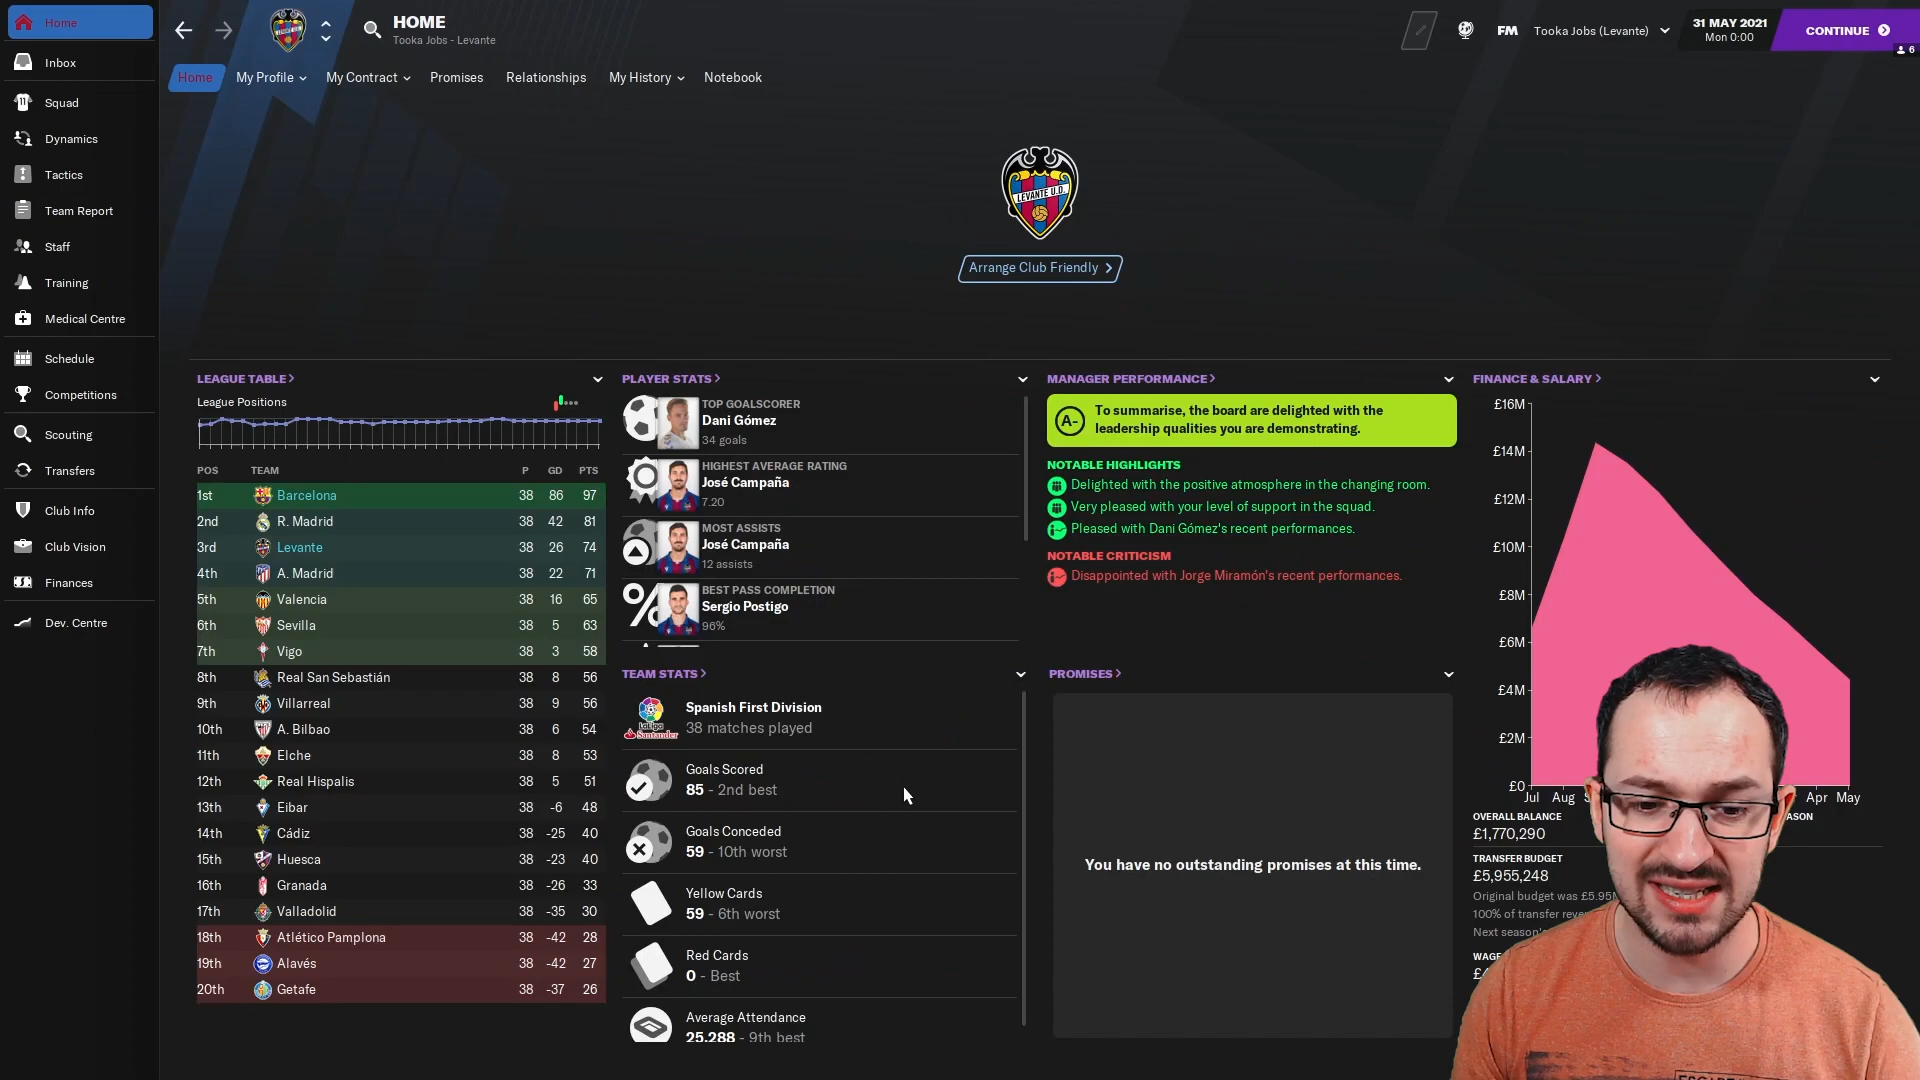 Home
Inbox
Squad
Dynamics
Tactics
Team Report
Staff
Training
Medical Centre
Schedule
Competitions
Scouting
Transfers
Club Info
Club Vision
Finances
Dev. Centre
HOME
Tooka Jobs - Levante
FM
Tooka Jobs (Levante)
31 MAY 2021
Mon 0:00
CONTINUE
6
Home
My Profile
My Contract
Promises
Relationships
My History
Notebook
LEVANTE U.D.
Arrange Club Friendly
LEAGUE TABLE
League Positions
POS TEAM P GD PTS
1st Barcelona 38 86 97
2nd R. Madrid 38 42 81
3rd Levante 38 26 74
4th A. Madrid 38 22 71
5th Valencia 38 16 65
6th Sevilla 38 5 63
7th Vigo 38 3 58
8th Real San Sebastián 38 8 56
9th Villarreal 38 9 56
10th A. Bilbao 38 6 54
11th Elche 38 8 53
12th Real Hispalis 38 5 51
13th Eibar 38 -6 48
14th Cádiz 38 -25 40
15th Huesca 38 -23 40
16th Granada 38 -26 33
17th Valladolid 38 -35 30
18th Atlético Pamplona 38 -42 28
19th Alavés 38 -42 27
20th Getafe 38 -37 26
PLAYER STATS
TOP GOALSCORER
Dani Gómez
34 goals
HIGHEST AVERAGE RATING
José Campaña
7.20
MOST ASSISTS
José Campaña
12 assists
BEST PASS COMPLETION
Sergio Postigo
96%
TEAM STATS
LaLiga
Santander
Spanish First Division
38 matches played
Goals Scored
85 - 2nd best
Goals Conceded
59 - 10th worst
Yellow Cards
59 - 6th worst
Red Cards
0 - Best
Average Attendance
25,288 - 9th best
MANAGER PERFORMANCE
A-
To summarise, the board are delighted with the
leadership qualities you are demonstrating.
NOTABLE HIGHLIGHTS
Delighted with the positive atmosphere in the changing room.
Very pleased with your level of support in the squad.
Pleased with Dani Gómez's recent performances.
NOTABLE CRITICISM
Disappointed with Jorge Miramón's recent performances.
PROMISES
You have no outstanding promises at this time.
FINANCE & SALARY
£16M
£14M
£12M
£10M
£8M
£6M
£4M
£2M
£0
Jul Aug Apr May
OVERALL BALANCE
£1,770,290
TRANSFER BUDGET
£5,955,248
Original budget was £5.95M
100% of transfer
Next season's
WAGE